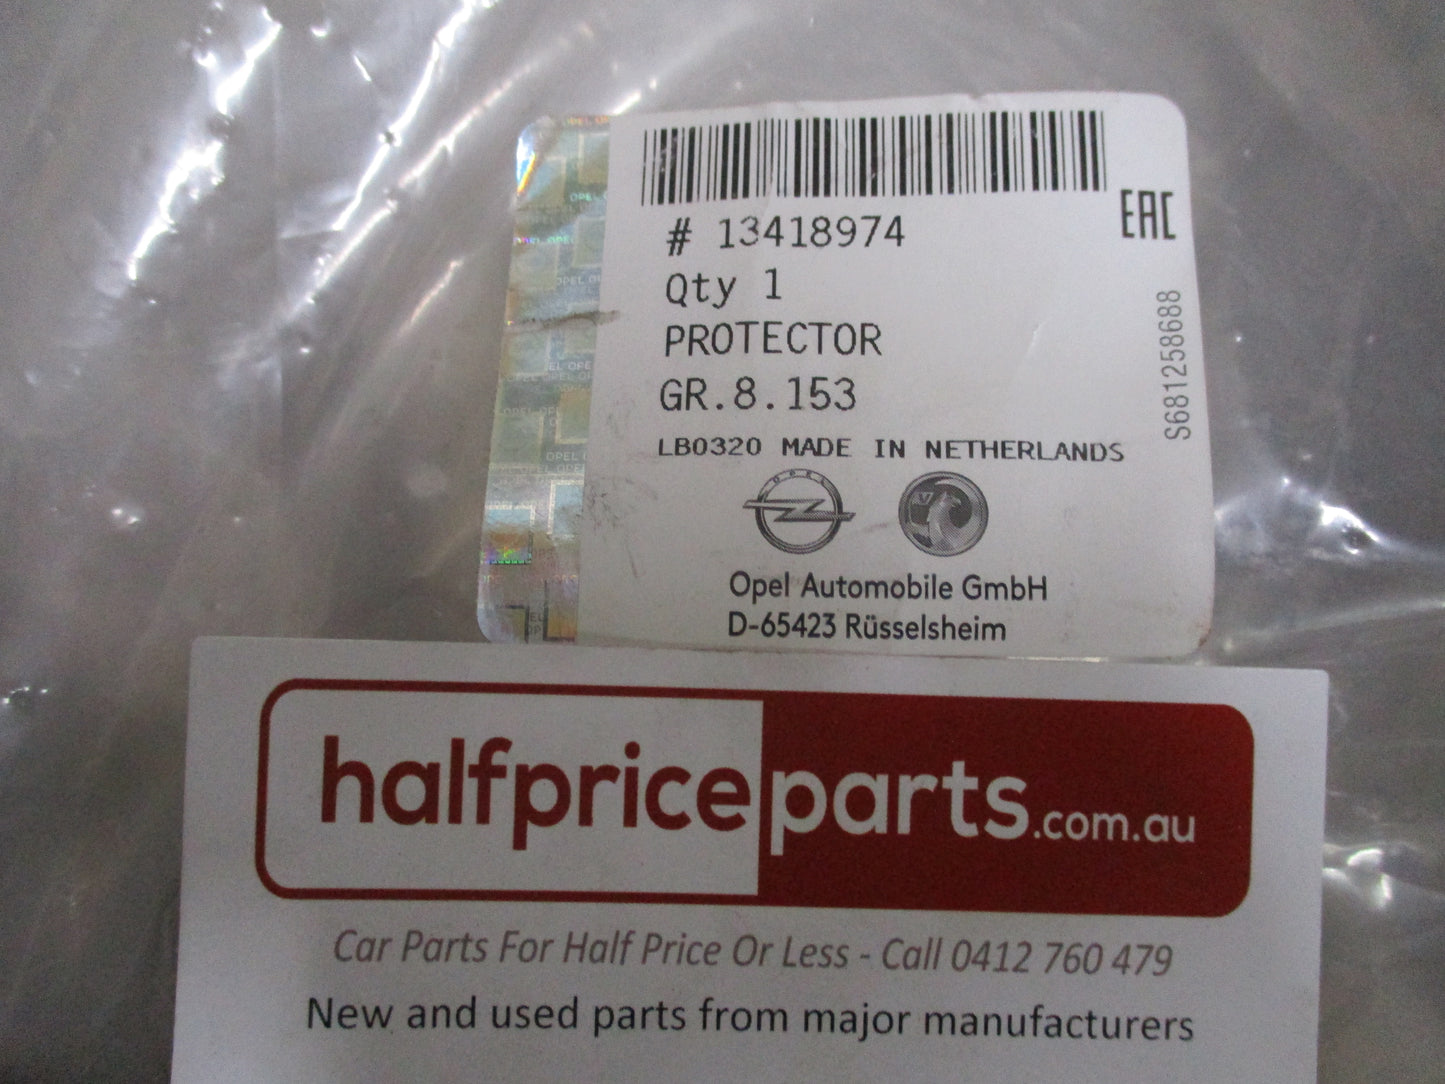 # 13418974
EAC
Qty 1
PROTECTOR
GR.8.153
S681258688
LB0320 MADE IN NETHERLANDS
OPEL
Opel Automobile GmbH
D-65423 Rüsselsheim
halfpriceparts.com.au
Car Parts For Half Price Or Less - Call 0412 760 479
New and used parts from major manufacturers